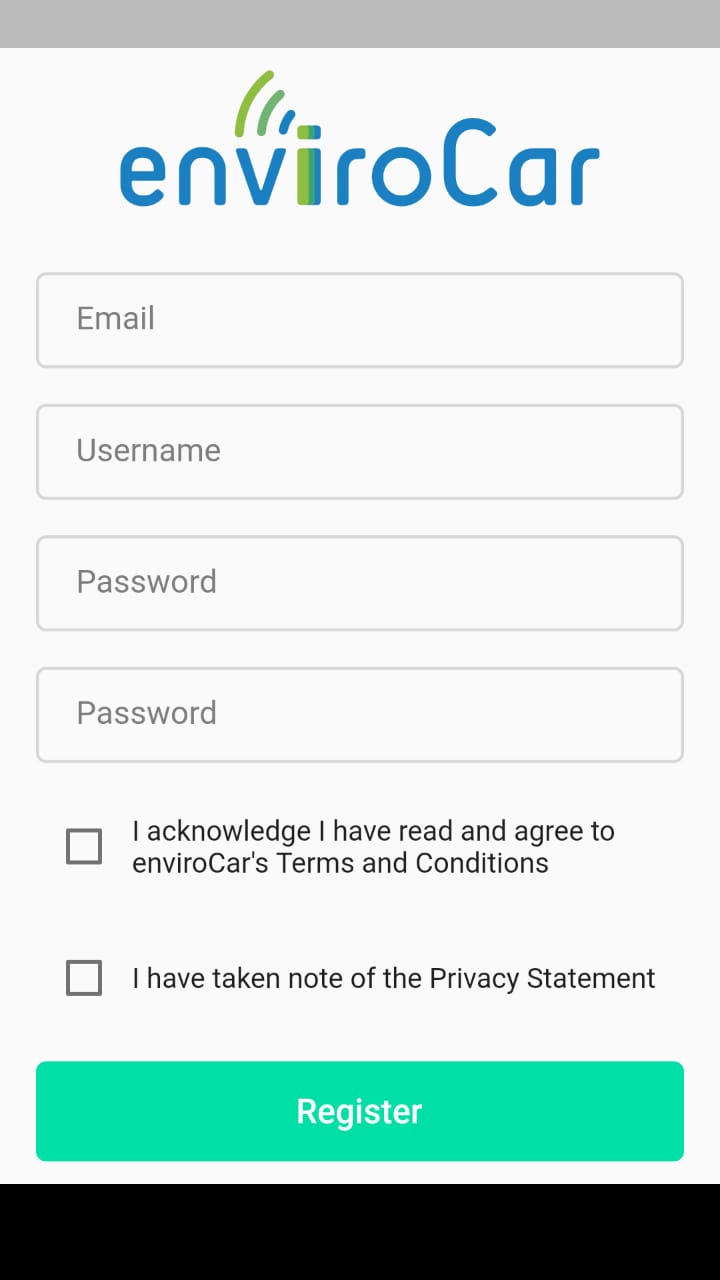 enviroCar
Email
Username
Password
Password
I acknowledge I have read and agree to
enviroCar's Terms and Conditions
I have taken note of the Privacy Statement
Register